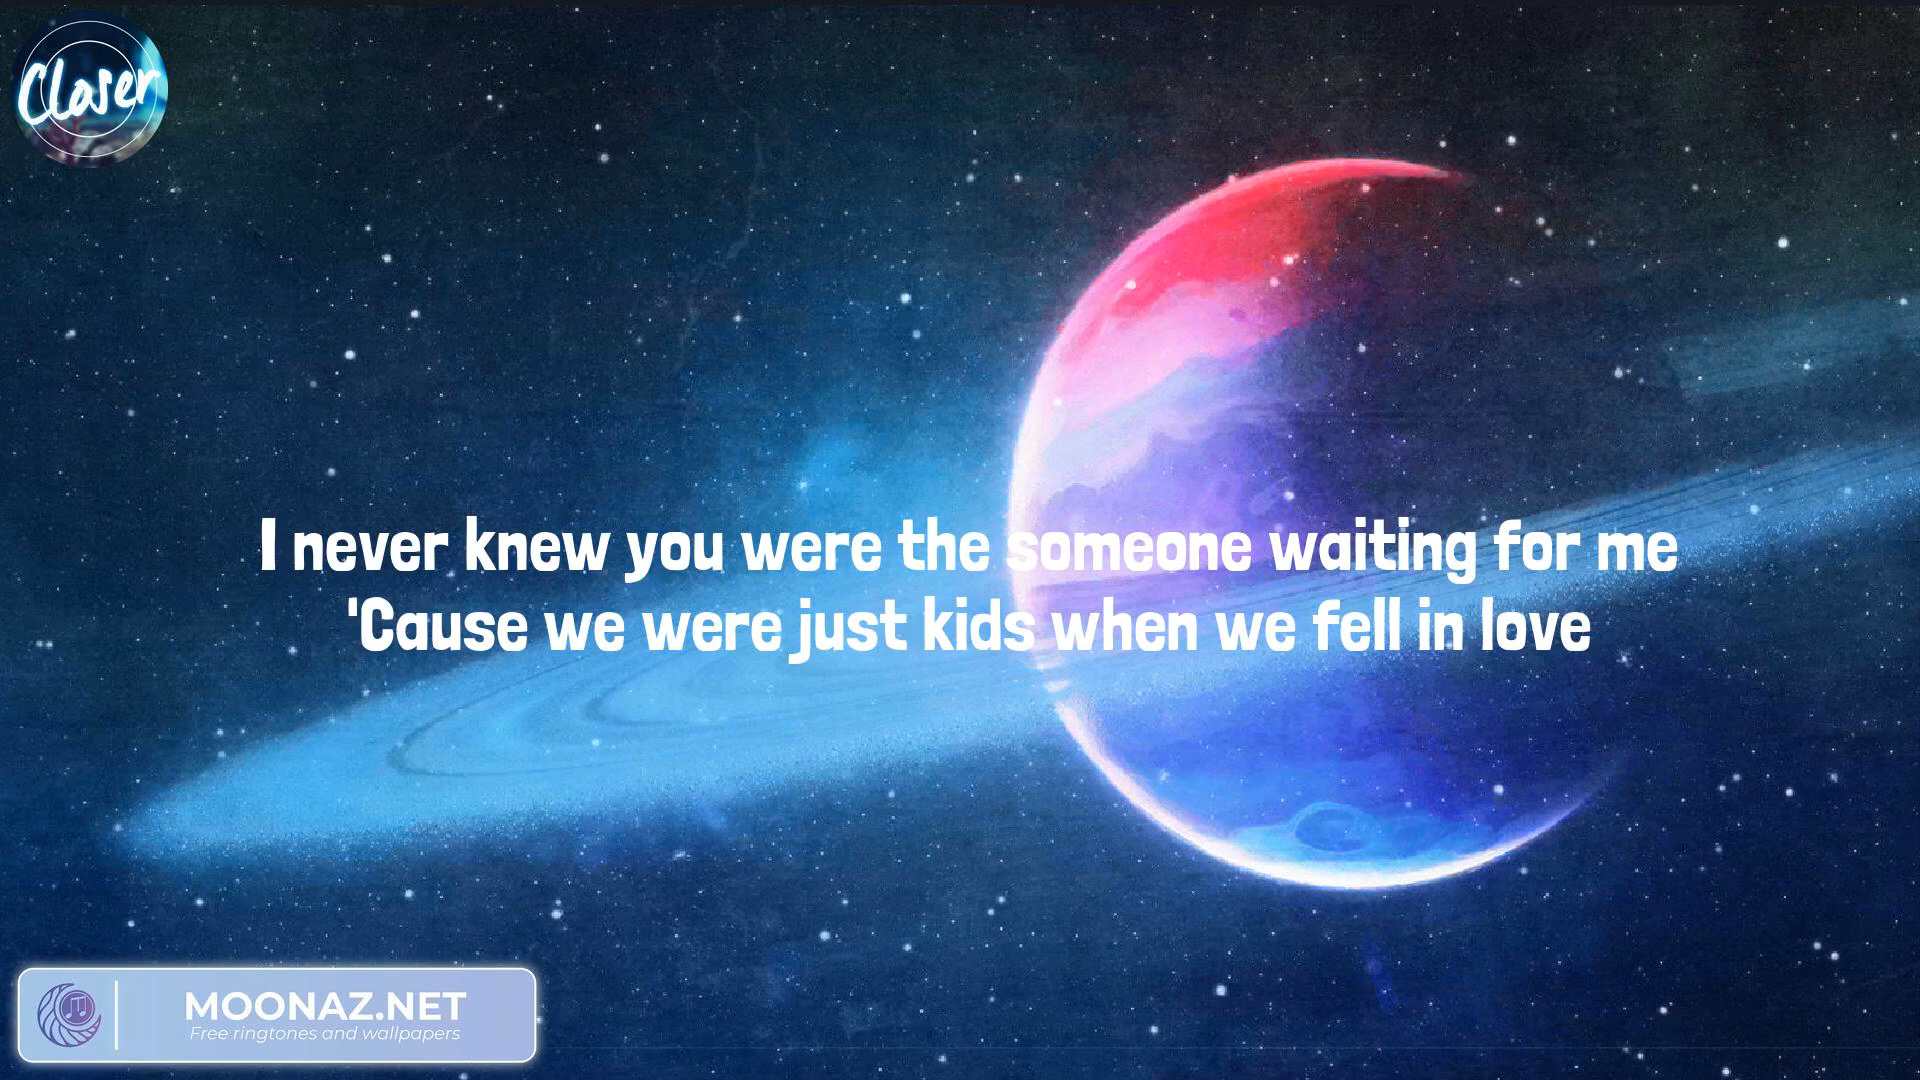 Closer
I never knew you were the someone waiting for me
'Cause we were just kids when we fell in love
MOONAZ.NET
Free ringtones and wallpapers